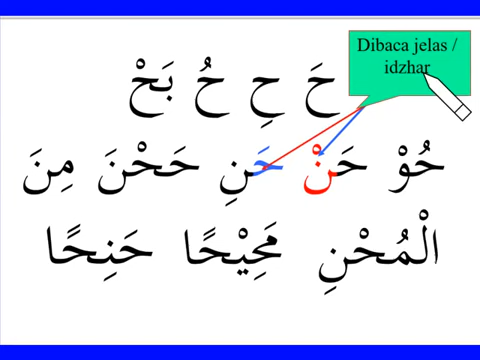 Dibaca jelas /
idzhar
حَ حِ حُ بَحْ
حُوْ حَنْ حَنِ حَحْنَ مِنَ
الْمُحْنِ مَحِيْحًا حَنِحًا